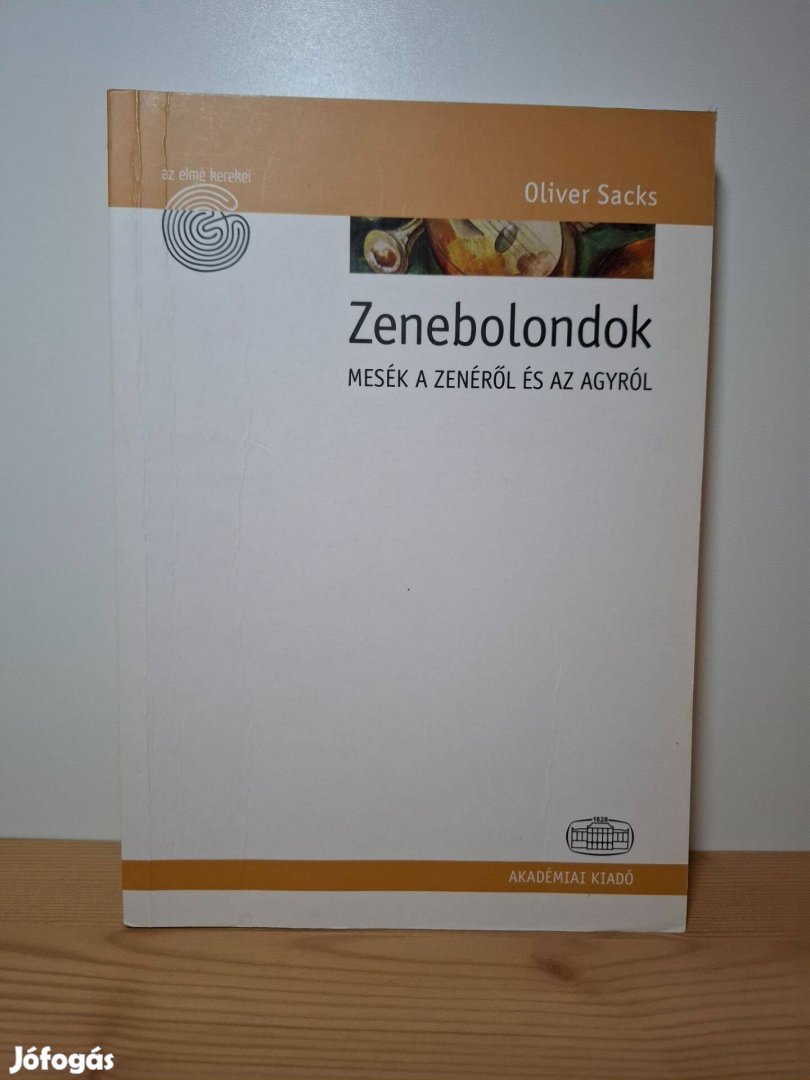 az elme kerekei
Oliver Sacks
Zenebolondok
MESÉK A ZENÉRŐL ÉS AZ AGYRÓL
1828
AKADÉMIAI KIADÓ
Jófogás